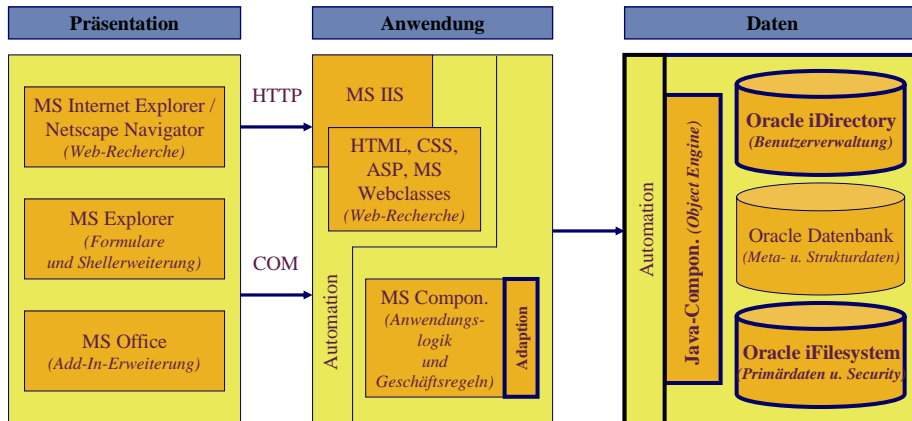 Präsentation
MS Internet Explorer /
Netscape Navigator
(Web-Recherche)
MS Explorer
(Formulare
und Shellerweiterung)
MS Office
(Add-In-Erweiterung)
HTTP
COM
Anwendung
MS IIS
HTML, CSS,
ASP, MS
Webclasses
(Web-Recherche)
Automation
MS Compon.
(Anwendungs-
logik
und
Geschäftsregeln)
Adaption
Daten
Automation
Java-Compon. (Object Engine)
Oracle iDirectory
(Benutzerverwaltung)
Oracle Datenbank
(Meta- u. Strukturdaten)
Oracle iFilesystem
(Primärdaten u. Security)